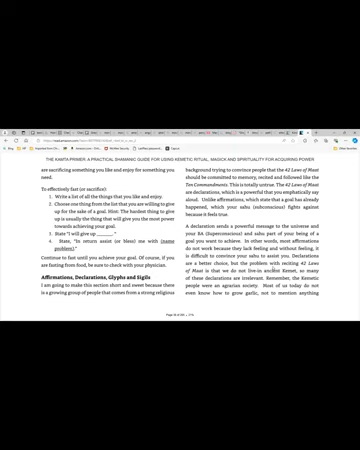 THE KAMTA PRIMER: A PRACTICAL SHAMANIC GUIDE FOR USING KEMETIC RITUAL, MAGICK AND SPIRITUALITY FOR ACQUIRING POWER
are sacrificing something you like and enjoy for something you
need.
To effectively fast (or sacrifice):
1. Write a list of all the things that you like and enjoy.
2. Choose one thing from the list that you are willing to give
up for the sake of a goal. Hint: The hardest thing to give
up is usually the thing that will give you the most power
towards achieving your goal.
3. State "I will give up ______."
4. State, "In return assist (or bless) me with (name
problem)."
Continue to fast until you achieve your goal. Of course, if you
are fasting from food, be sure to check with your physician.
Affirmations, Declarations, Glyphs and Sigils
I am going to make this section short and sweet because there
is a growing group of people that comes from a strong religious
background trying to convince people that the 42 Laws of Maat
should be committed to memory, recited and followed like the
Ten Commandments. This is totally untrue. The 42 Laws of Maat
are declarations, which is a powerful that you emphatically say
aloud. Unlike affirmations, which state that a goal has already
happened, which your sahu (subconscious) fights against
because it feels true.
A declaration sends a powerful message to the universe and
your BA (superconscious) and sahu part of your being of a
goal you want to achieve. In other words, most affirmations
do not work because they lack feeling and without feeling, it
is difficult to convince your sahu to assist you. Declarations
are a better choice, but the problem with reciting 42 Laws
of Maat is that we do not live in ancient Kemet, so many
of these declarations are irrelevant. Remember, the Kemetic
people were an agrarian society. Most of us today do not
even know how to grow garlic, not to mention anything